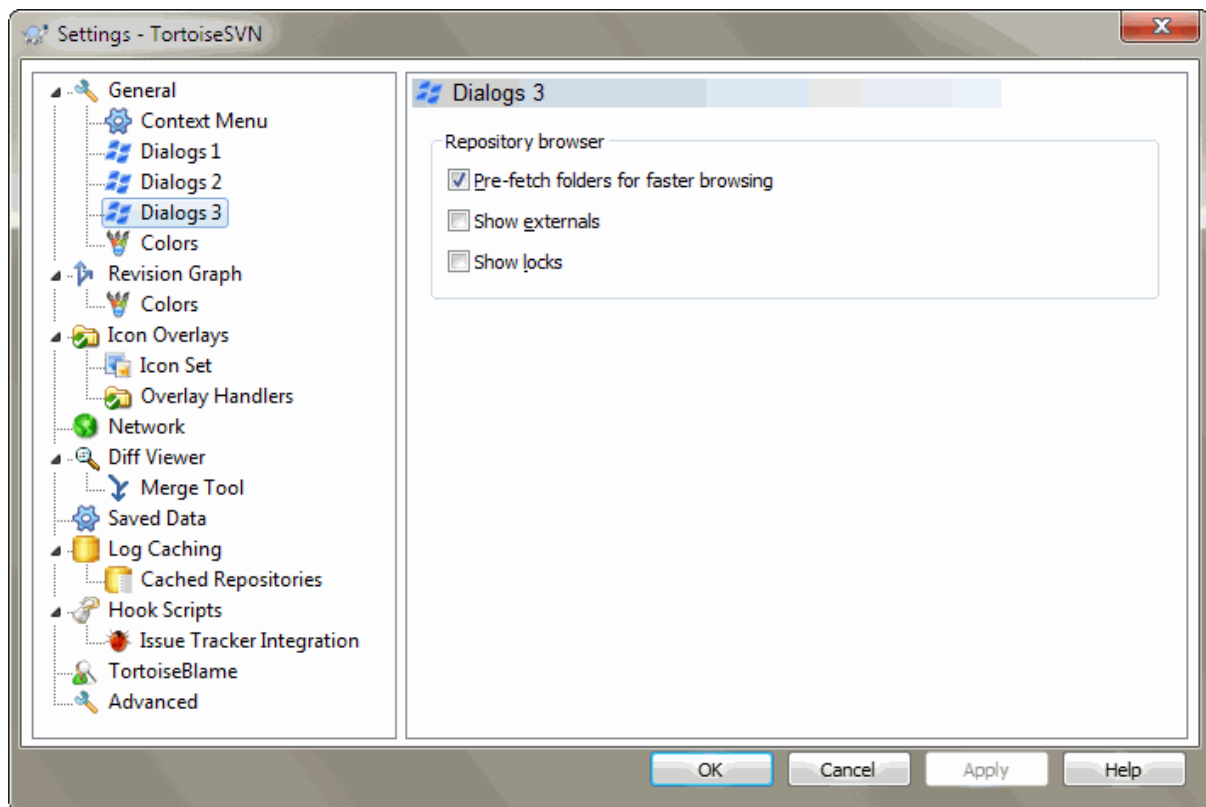 Settings - TortoiseSVN
General
Context Menu
Dialogs 1
Dialogs 2
Dialogs 3
Colors
Revision Graph
Colors
Icon Overlays
Icon Set
Overlay Handlers
Network
Diff Viewer
Merge Tool
Saved Data
Log Caching
Cached Repositories
Hook Scripts
Issue Tracker Integration
TortoiseBlame
Advanced
Dialogs 3
Repository browser
Pre-fetch folders for faster browsing
Show externals
Show locks
OK
Cancel
Apply
Help